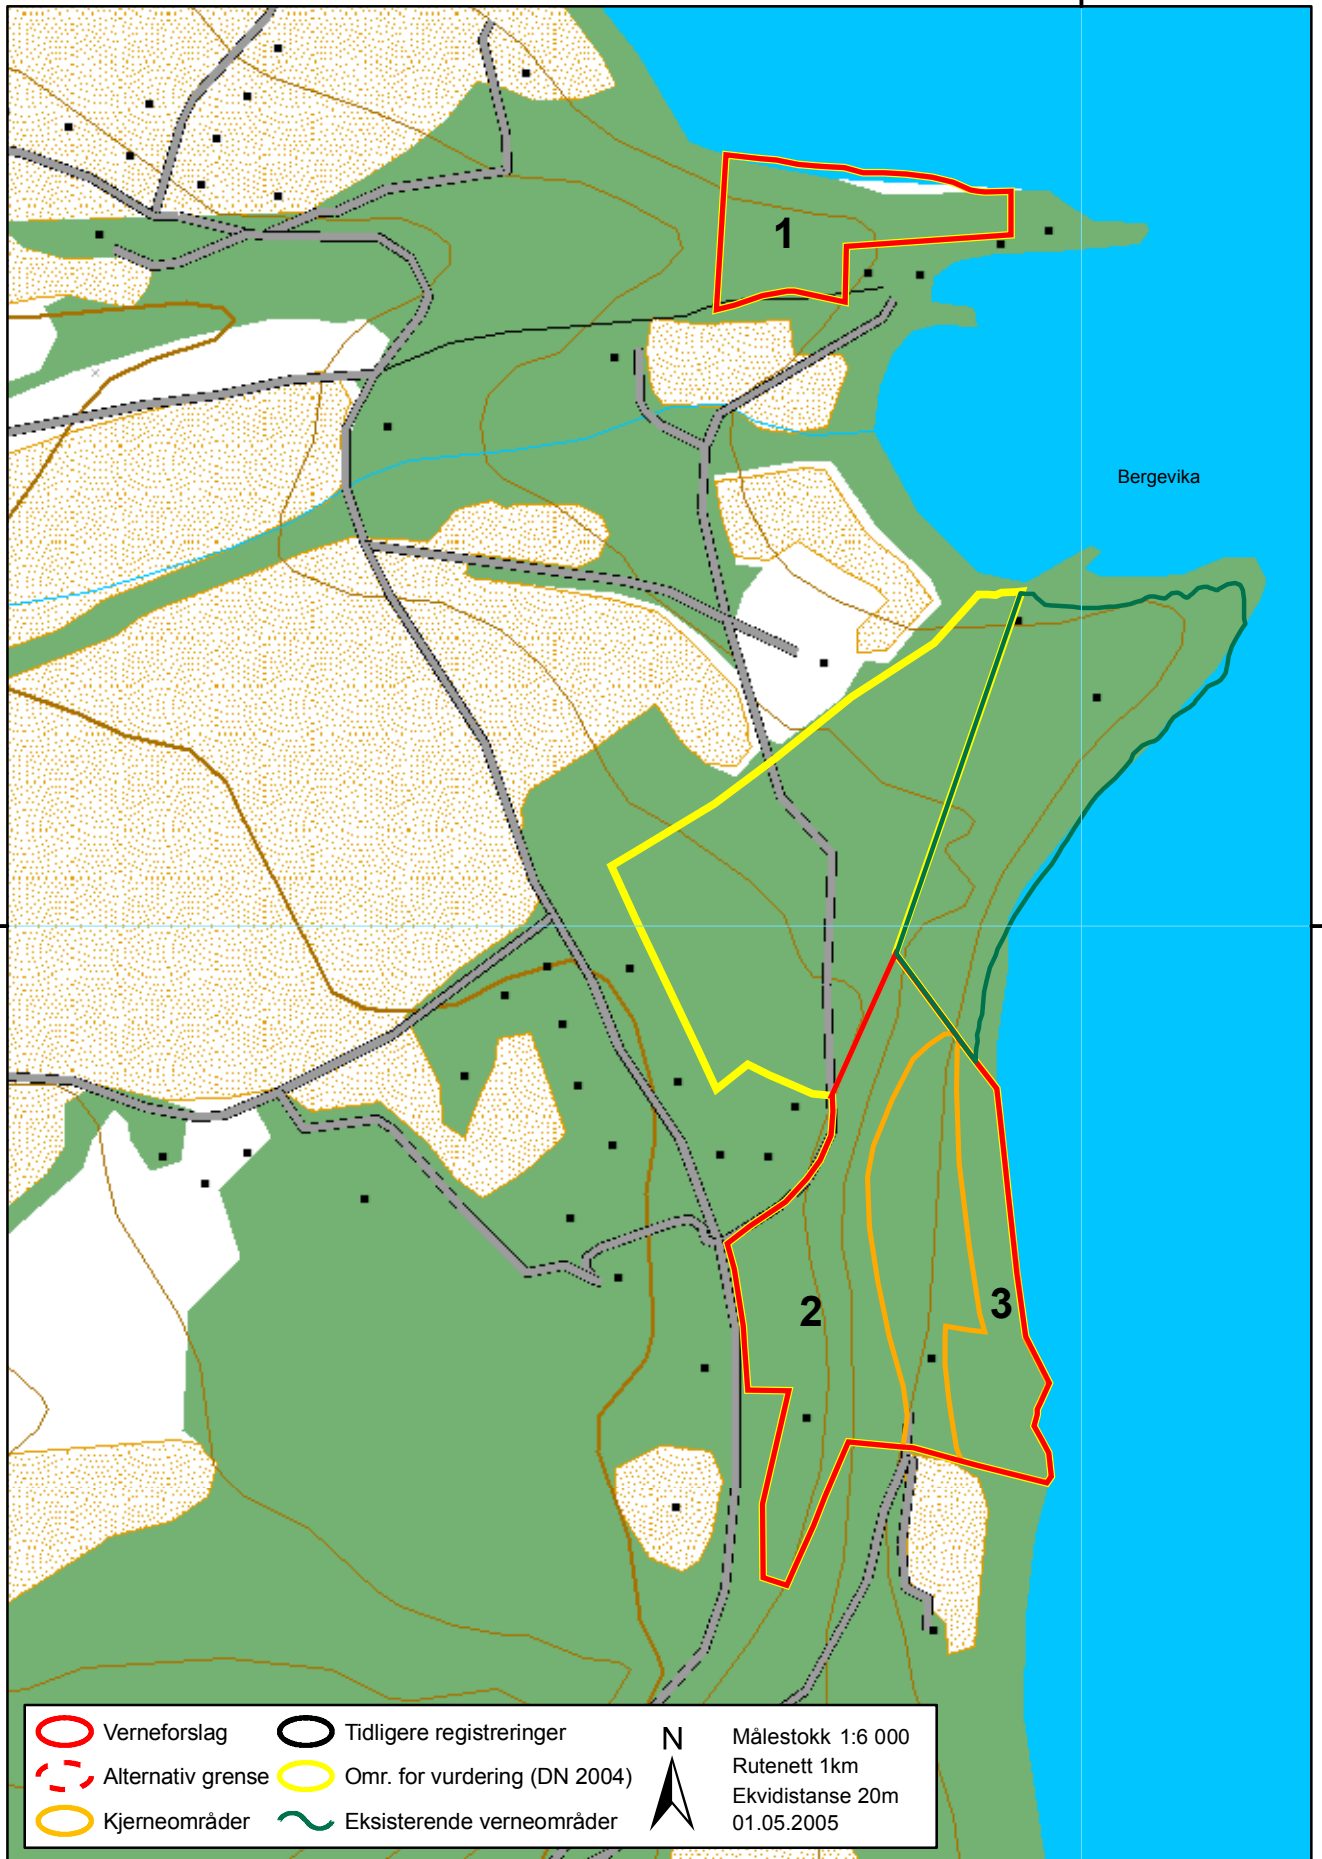 1
Bergevika
2
3
Verneforslag
Alternativ grense
Kjerneområder
Tidligere registreringer
Omr. for vurdering (DN 2004)
Eksisterende verneområder
N
Målestokk 1:6 000
Rutenett 1km
Ekvidistanse 20m
01.05.2005